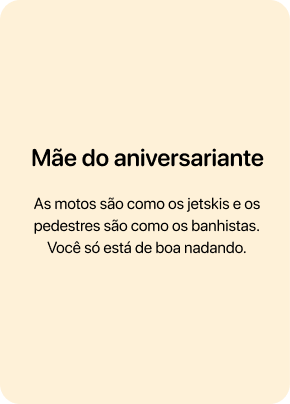 Mãe do aniversariante
As motos são como os jetskis e os
pedestres são como os banhistas.
Você só está de boa nadando.